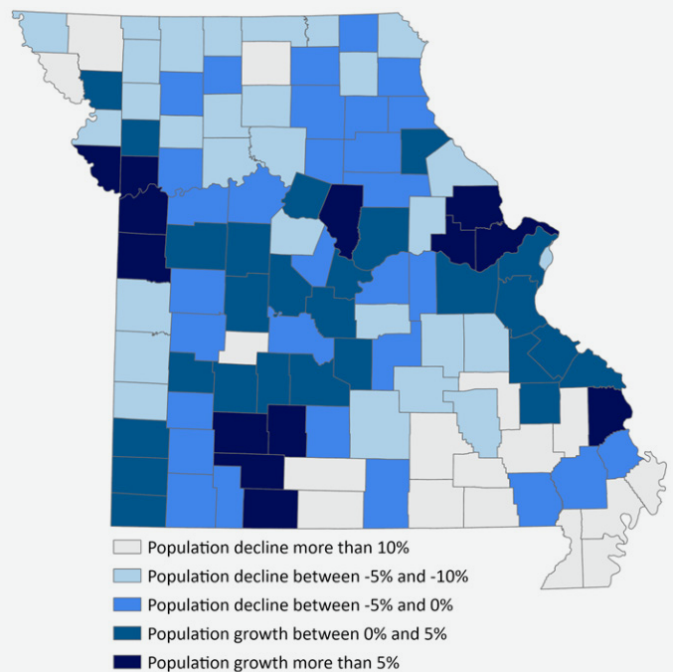 Population decline more than 10%
Population decline between -5% and -10%
Population decline between -5% and 0%
Population growth between 0% and 5%
Population growth more than 5%